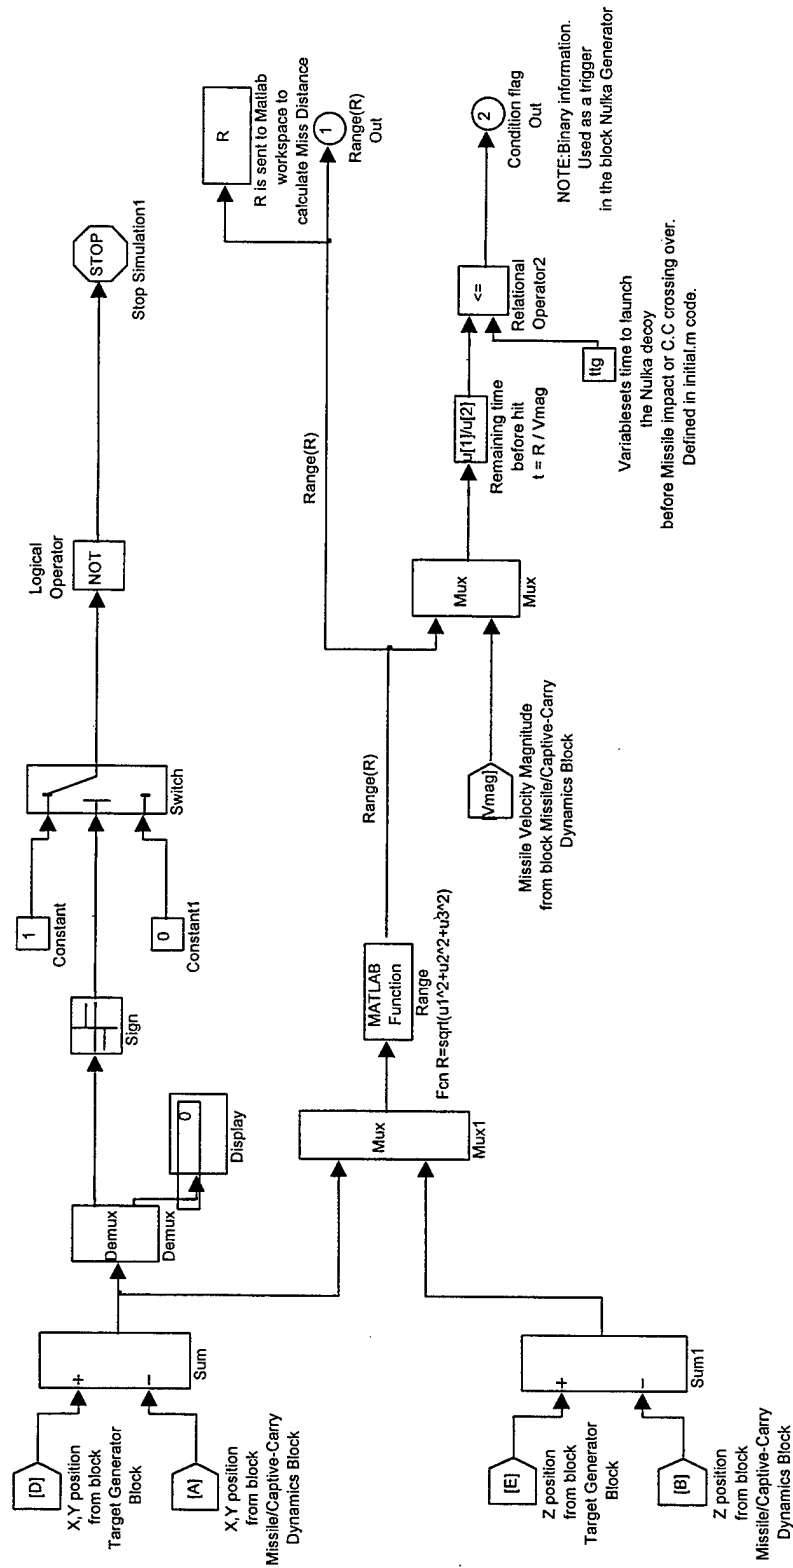 [D]
X,Y position
from block
Target Generator
Block
[A]
X,Y position
from block
Missile/Captive-Carry
Dynamics Block
+
−
Sum
Demux
Demux
0
Display
Sign
1
Constant
0
Constant1
Switch
Logical
Operator
NOT
STOP
Stop Simulation1
[E]
Z position
from block
Target Generator
Block
[B]
Z position
from block
Missile/Captive-Carry
Dynamics Block
+
−
Sum1
Mux
Mux1
MATLAB
Function
Range
Fcn R=sqrt(u1^2+u2^2+u3^2)
Range(R)
[Vmag]
Missile Velocity Magnitude
from block Missile/Captive-Carry
Dynamics Block
Mux
Mux
Range(R)
u[1]/u[2]
Remaining time
before hit
t = R / Vmag
ttg
Variablesets time to launch
the Nulka decoy
before Missile impact or C.C crossing over.
Defined in initial.m code.
<=
Relational
Operator2
R
R is sent to Matlab
workspace to
calculate Miss Distance
1
Range(R)
Out
2
Condition flag
Out
NOTE:Binary information.
Used as a trigger
in the block Nulka Generator